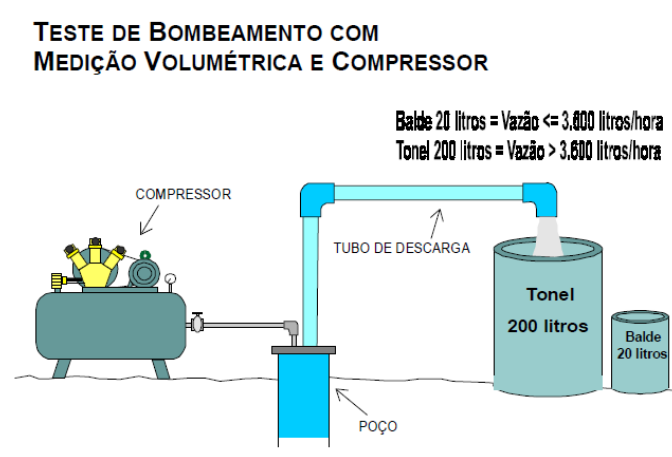 TESTE DE BOMBEAMENTO COM
MEDIÇÃO VOLUMÉTRICA E COMPRESSOR
Balde 20 litros = Vazão <= 3.600 litros/hora
Tonel 200 litros = Vazão > 3.600 litros/hora
COMPRESSOR
TUBO DE DESCARGA
Tonel
200 litros
Balde
20 litros
POÇO